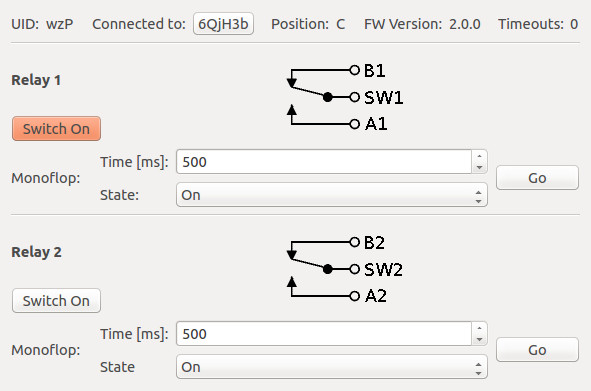 UID: wzP Connected to: 6QjH3b Position: C FW Version: 2.0.0 Timeouts: 0
B1
Relay 1
SW1
A1
Switch On
Time [ms]: 500
Monoflop: Go
State: On
B2
Relay 2
SW2
A2
Switch On
Time [ms]: 500
Monoflop: Go
State On